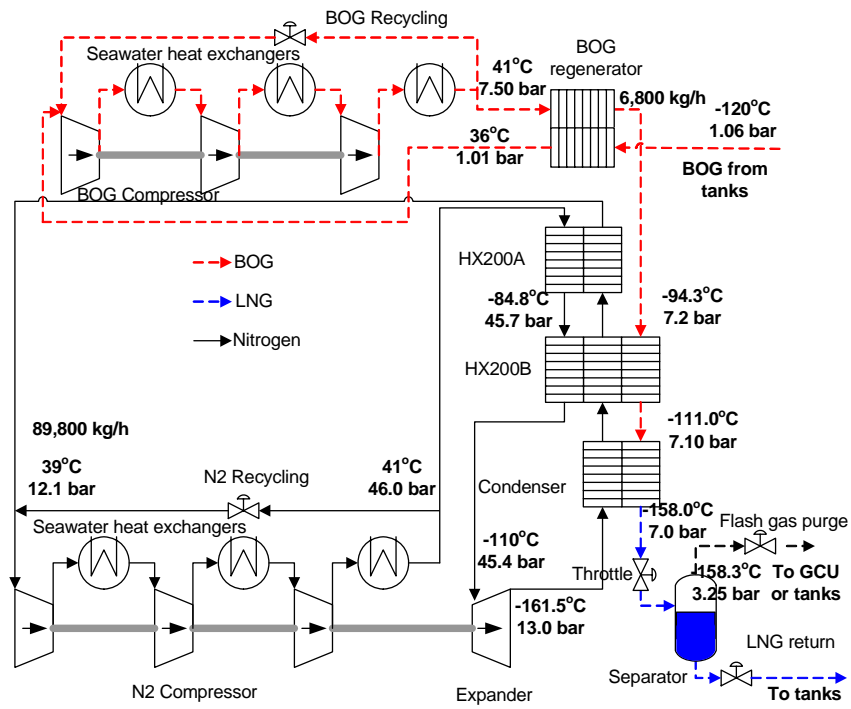 BOG Recycling
Seawater heat exchangers
BOG
regenerator
41°C
7.50 bar
6,800 kg/h
-120°C
1.06 bar
36°C
1.01 bar
BOG from
tanks
BOG Compressor
BOG
LNG
Nitrogen
HX200A
-84.8°C
45.7 bar
-94.3°C
7.2 bar
HX200B
89,800 kg/h
-111.0°C
7.10 bar
39°C
12.1 bar
N2 Recycling
41°C
46.0 bar
Condenser
Seawater heat exchangers
-158.0°C
7.0 bar
Flash gas purge
-110°C
45.4 bar
Throttle
-158.3°C
3.25 bar
To GCU
or tanks
-161.5°C
13.0 bar
LNG return
Separator
To tanks
N2 Compressor
Expander